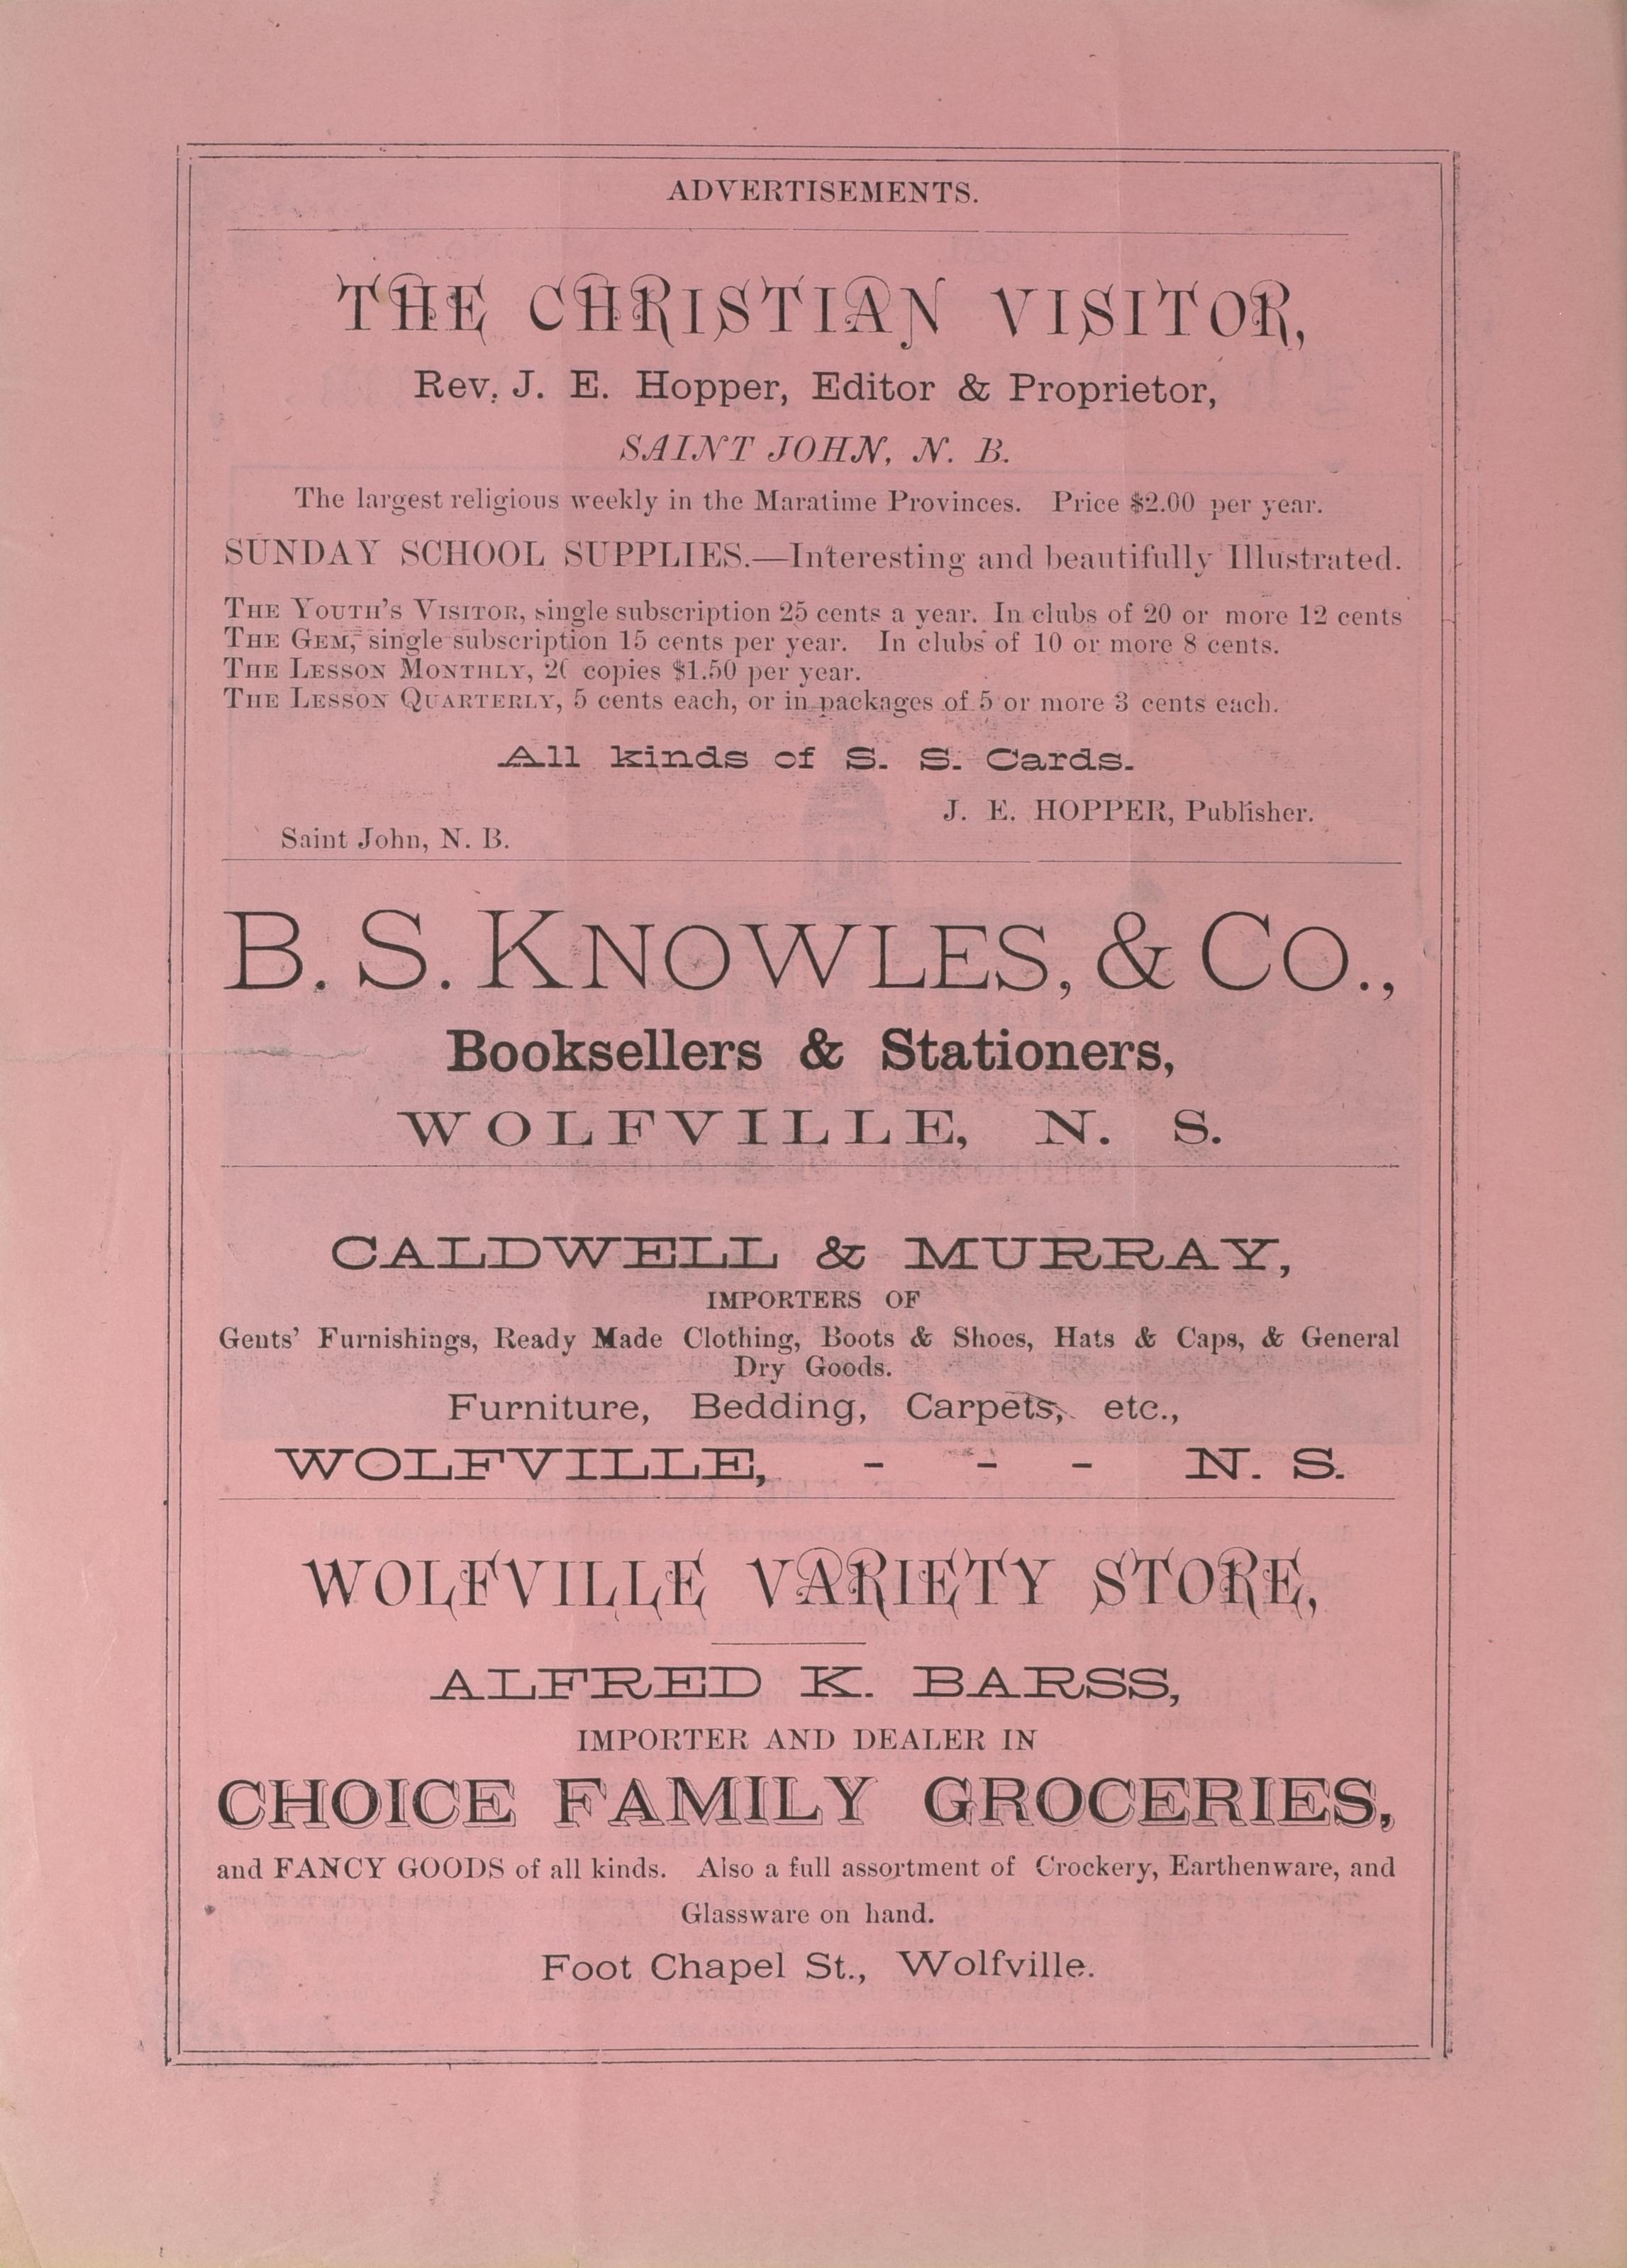 ADVERTISEMENTS.
THE CHRISTIAN VISITOR,
Rev. J. E. Hopper, Editor & Proprietor,
SAINT JOHN, N. B.
The largest religious weekly in the Maratime Provinces. Price $2.00 per year.
SUNDAY SCHOOL SUPPLIES.—Interesting and beautifully Illustrated.
THE YOUTH'S VISITOR, single subscription 25 cents a year. In clubs of 20 or more 12 cents
THE GEM, single subscription 15 cents per year. In clubs of 10 or more 8 cents.
THE LESSON MONTHLY, copies $1.50 per year.
THE LESSON QUARTERLY, 5 cents each, or in packages of 5 or more 3 cents each.
All kinds of S. S. Cards.
J. E. HOPPER, Publisher.
Saint John, N. B.
B. S. KNOWLES, & CO.,
Booksellers & Stationers,
WOLFVILLE, N. S.
CALDWELL & MURRAY,
IMPORTERS OF
Gents' Furnishings, Ready Made Clothing, Boots & Shoes, Hats & Caps, & General
Dry Goods.
Furniture, Bedding, Carpets, etc.,
WOLFVILLE, - - - N. S.
WOLFVILLE VARIETY STORE,
ALFRED K. BARSS,
IMPORTER AND DEALER IN
CHOICE FAMILY GROCERIES,
and FANCY GOODS of all kinds. Also a full assortment of Crockery, Earthenware, and
Glassware on hand.
Foot Chapel St., Wolfville.